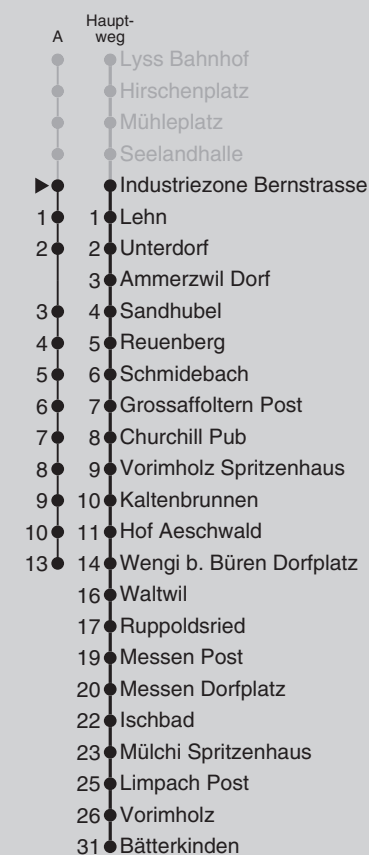 A Haupt-
weg
Lyss Bahnhof
Hirschenplatz
Mühleplatz
Seelandhalle
Industriezone Bernstrasse
1 1 Lehn
2 2 Unterdorf
3 Ammerzwil Dorf
3 4 Sandhubel
4 5 Reuenberg
5 6 Schmidebach
6 7 Grossaffoltern Post
7 8 Churchill Pub
8 9 Vorimholz Spritzenhaus
9 10 Kaltenbrunnen
10 11 Hof Aeschwald
13 14 Wengi b. Büren Dorfplatz
16 Waltwil
17 Ruppoldsried
19 Messen Post
20 Messen Dorfplatz
22 Ischbad
23 Mülchi Spritzenhaus
25 Limpach Post
26 Vorimholz
31 Bätterkinden